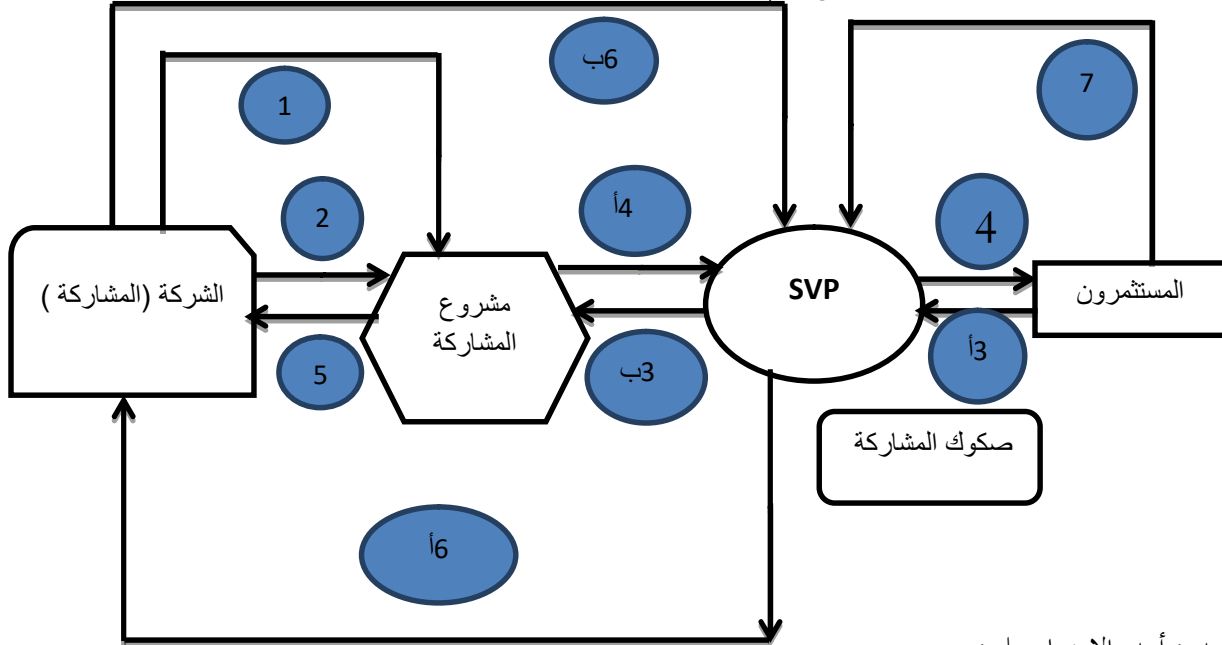 6ب
7
1
4أ
2
4
الشركة (المشاركة )
مشروع
المشاركة
SVP
المستثمرون
5
3ب
3أ
صكوك المشاركة
6أ